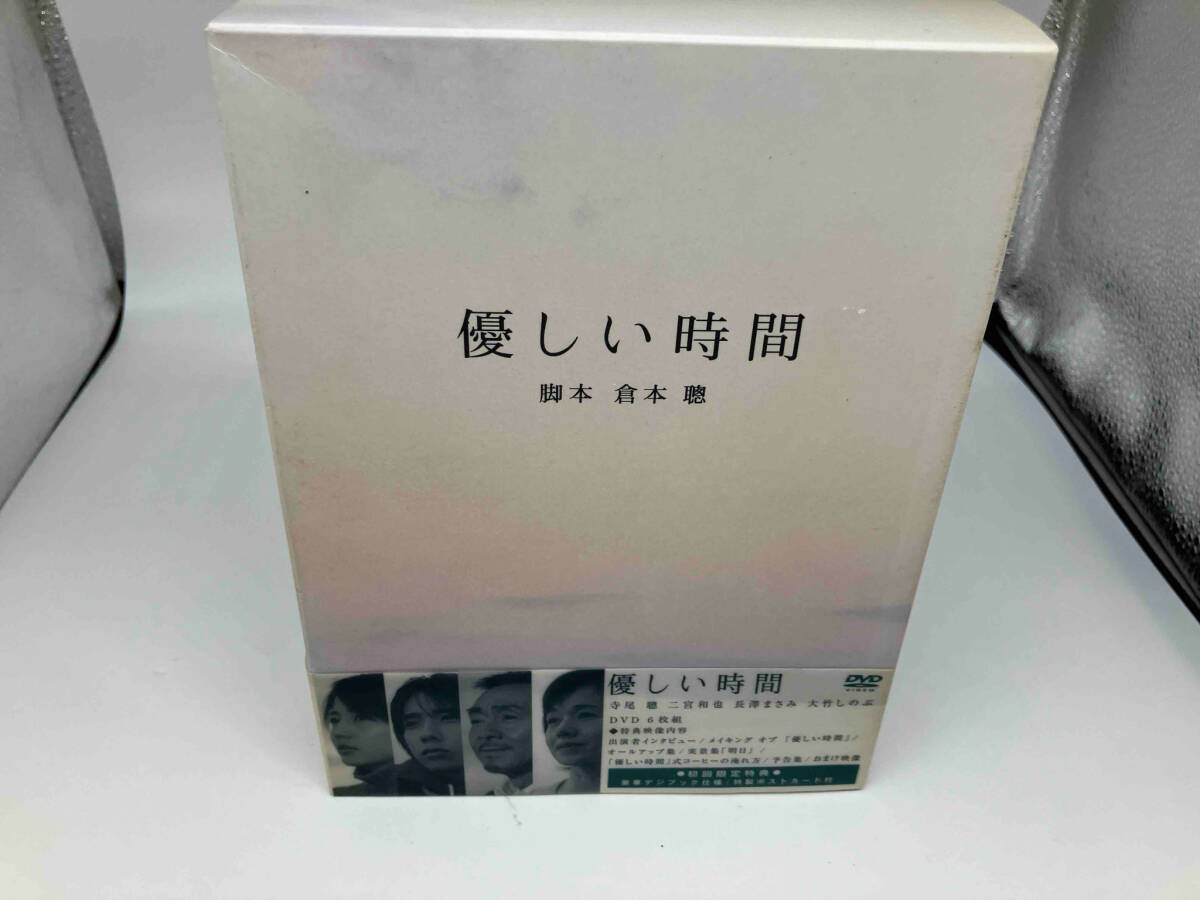 優しい時間
脚本 倉本 聰
優しい時間
DVD
VIDEO
寺尾 聰 二宮和也 長澤まさみ 大竹しのぶ
DVD 6枚組
◆特典映像内容
出演者インタビュー/メイキング オブ「優しい時間」/
オールアップ集/実景集「明日」/
「優しい時間」式コーヒーの淹れ方/予告集/おまけ映像
●初回限定特典●
豪華デジブック仕様/特製ポストカード付